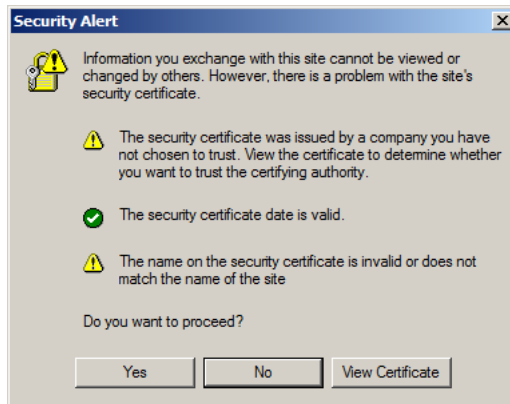 Security Alert
Information you exchange with this site cannot be viewed or
changed by others. However, there is a problem with the site's
security certificate.
The security certificate was issued by a company you have
not chosen to trust. View the certificate to determine whether
you want to trust the certifying authority.
The security certificate date is valid.
The name on the security certificate is invalid or does not
match the name of the site
Do you want to proceed?
Yes
No
View Certificate